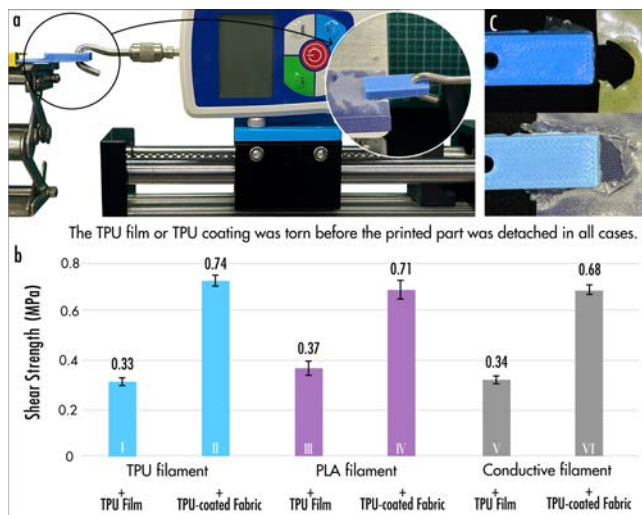 a
c
The TPU film or TPU coating was torn before the printed part was detached in all cases.
b
Shear Strength (MPa)
0.8
0.6
0.4
0.2
0
0.33
0.74
0.37
0.71
0.34
0.68
I
II
III
IV
V
VI
TPU filament
PLA filament
Conductive filament
+
+
+
+
+
+
TPU Film
TPU-coated Fabric
TPU Film
TPU-coated Fabric
TPU Film
TPU-coated Fabric